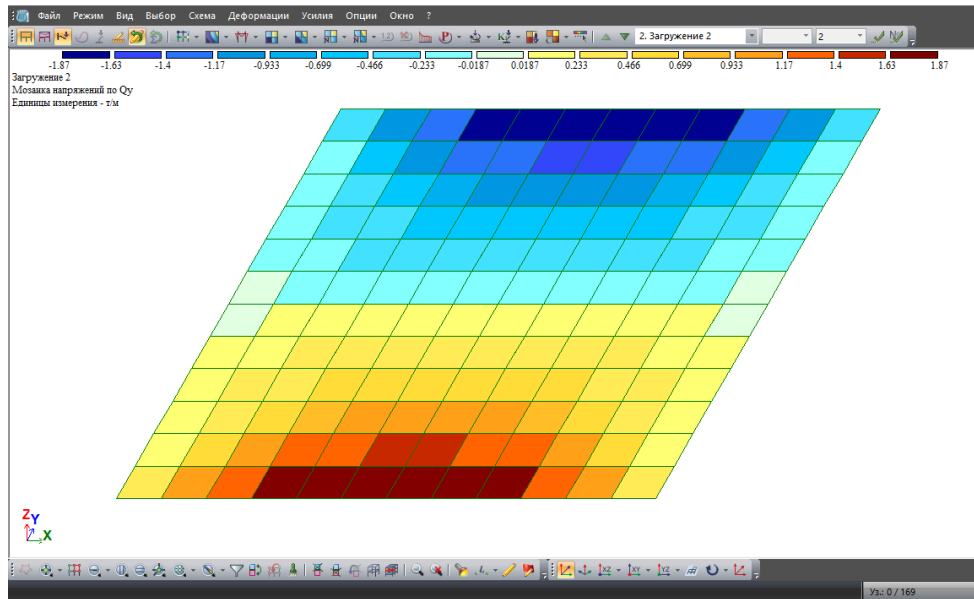 Файл Режим Вид Выбор Схема Деформации Усилия Опции Окно ?
2. Загружение 2 2
-1.87 -1.63 -1.4 -1.17 -0.933 -0.699 -0.466 -0.233 -0.0187 0.0187 0.233 0.466 0.699 0.933 1.17 1.4 1.63 1.87
Загружение 2
Мозаика напряжений по Qy
Единицы измерения - т/м
Z Y
X
XZ XY YZ
Уз.: 0 / 169